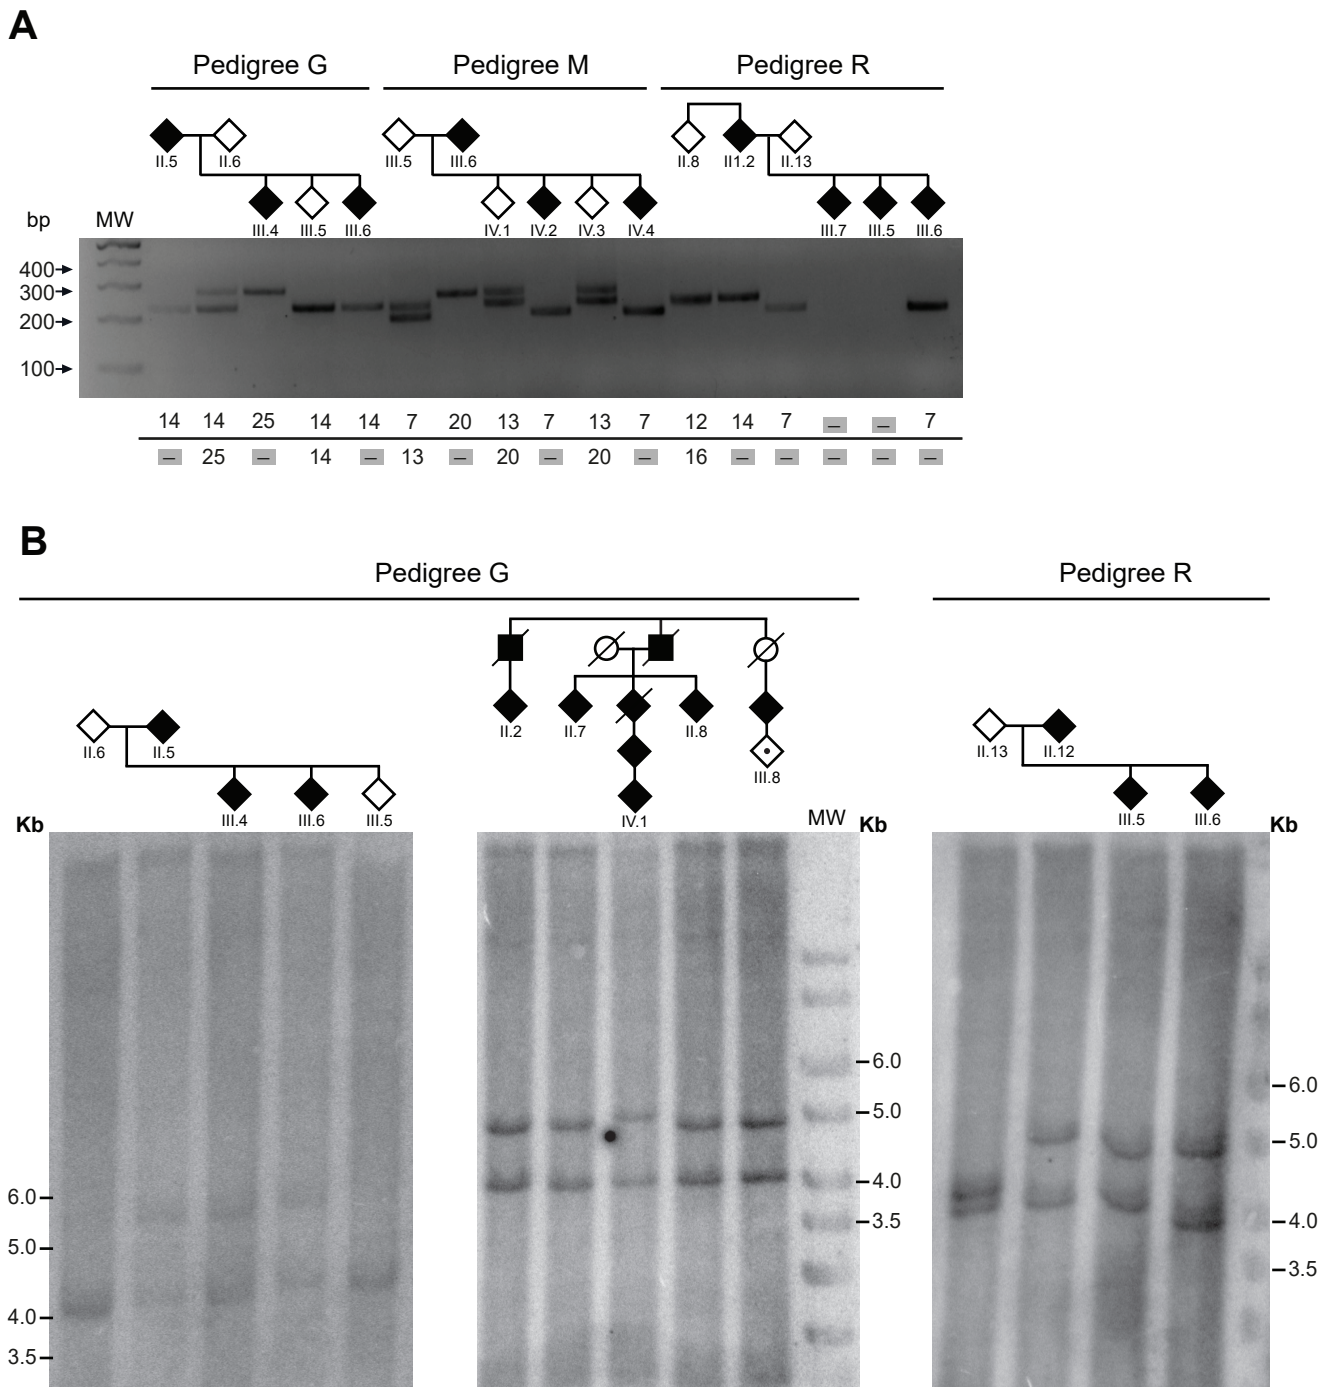 A
Pedigree G Pedigree M Pedigree R
II.5 II.6 III.5 III.6 II.8 II1.2 II.13
bp MW III.4 III.5 III.6 IV.1 IV.2 IV.3 IV.4 III.7 III.5 III.6
400
300
200
100
14 14 25 14 14 7 20 13 7 13 7 12 14 7 – – 7
– 25 – 14 – 13 – 20 – 20 – 16 – – – – –
B
Pedigree G Pedigree R
II.2 II.7 II.8
II.6 II.5 III.8 II.13 II.12
Kb III.4 III.6 III.5 IV.1 MW Kb III.5 III.6 Kb
6.0
5.0
4.0
3.5
6.0
5.0
4.0
3.5
6.0
5.0
4.0
3.5